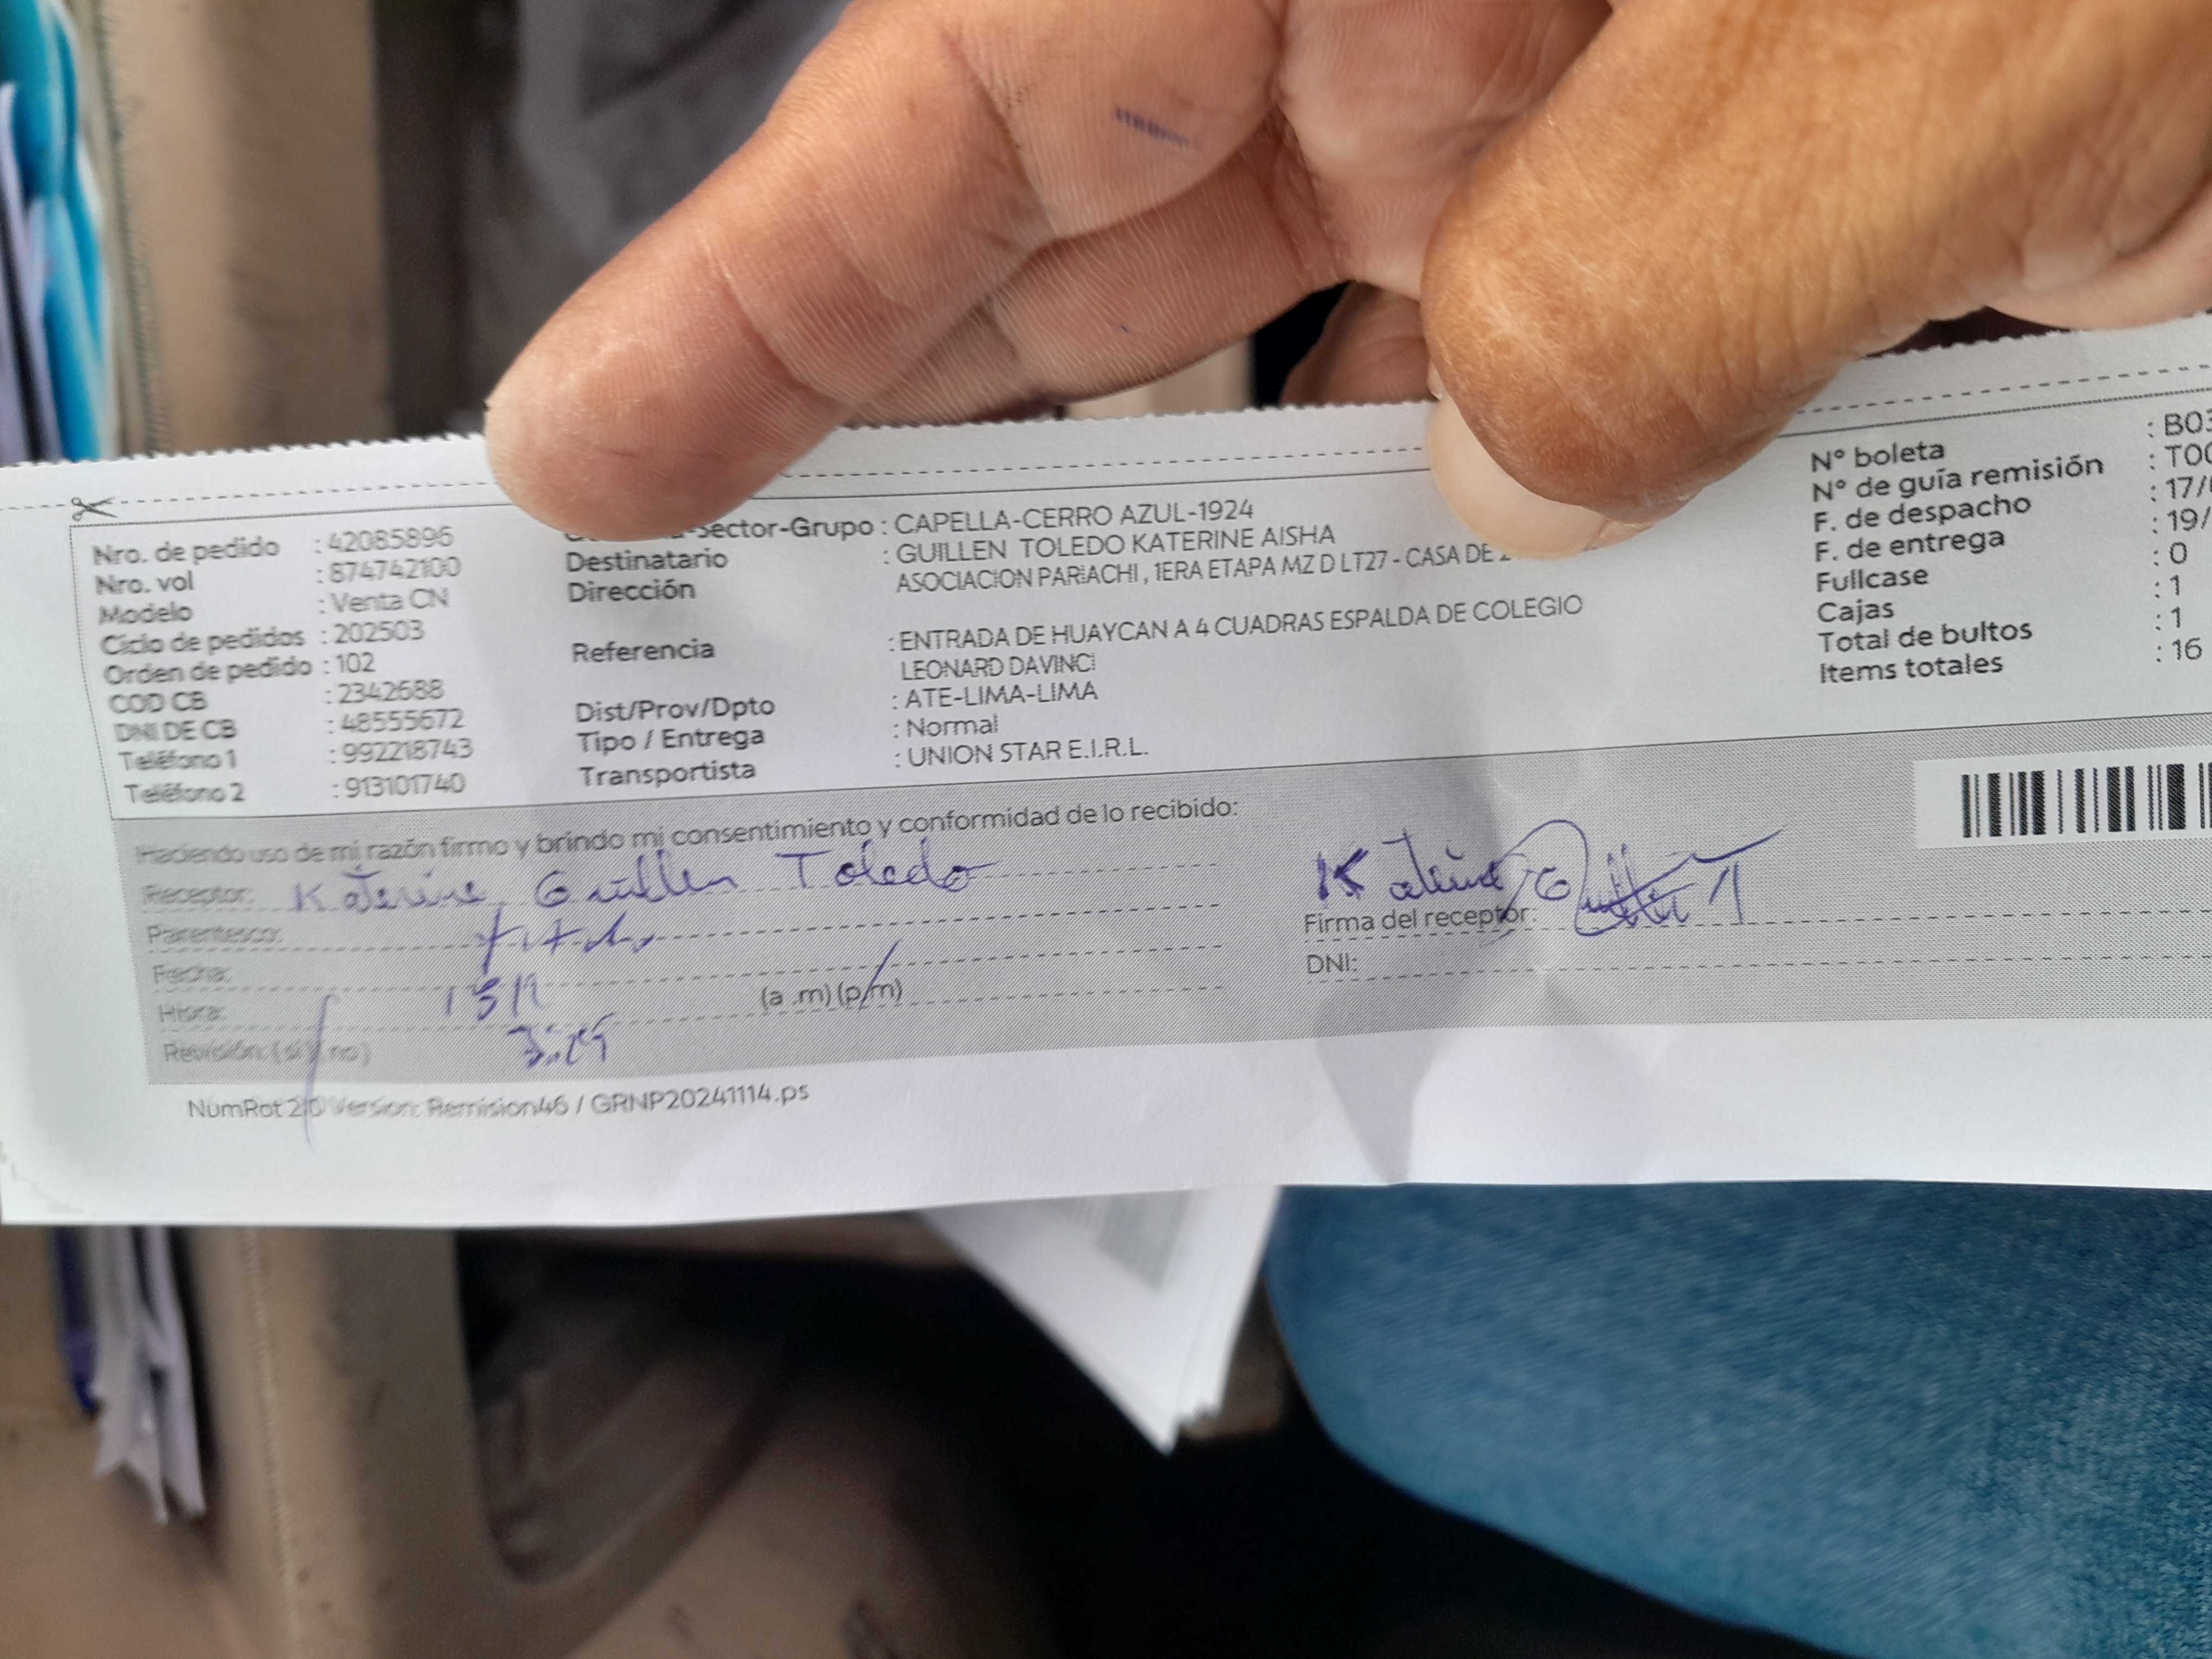 Nro. de pedido : 42085896
Nro. vol : 874742100
Modelo : Venta CN
Ciclo de pedidos : 202503
Orden de pedido : 102
COD CB : 2342688
DNI DE CB : 48555672
Teléfono 1 : 992218743
Teléfono 2 : 913101740
-Sector-Grupo : CAPELLA-CERRO AZUL-1924
Destinatario : GUILLEN TOLEDO KATERINE AISHA
Dirección : ASOCIACION PARIACHI , 1ERA ETAPA MZ D LT27 - CASA DE
Referencia : ENTRADA DE HUAYCAN A 4 CUADRAS ESPALDA DE COLEGIO
LEONARD DAVINCI
Dist/Prov/Dpto : ATE-LIMA-LIMA
Tipo / Entrega : Normal
Transportista : UNION STAR E.I.R.L.
N° boleta : B03
N° de guía remisión : T00
F. de despacho : 17/
F. de entrega : 19/
Fullcase : 0
Cajas : 1
Total de bultos : 1
Items totales : 16
Haciendo uso de mi razón firmo y brindo mi consentimiento y conformidad de lo recibido:
Receptor: Katerine Guillen Toledo
Parentesco:
Fecha:
Hora: (a .m) (p/m)
Revisión: (si) no)
Firma del receptor:
DNI:
NumRot 2.0 Version: Remision46 / GRNP20241114.ps